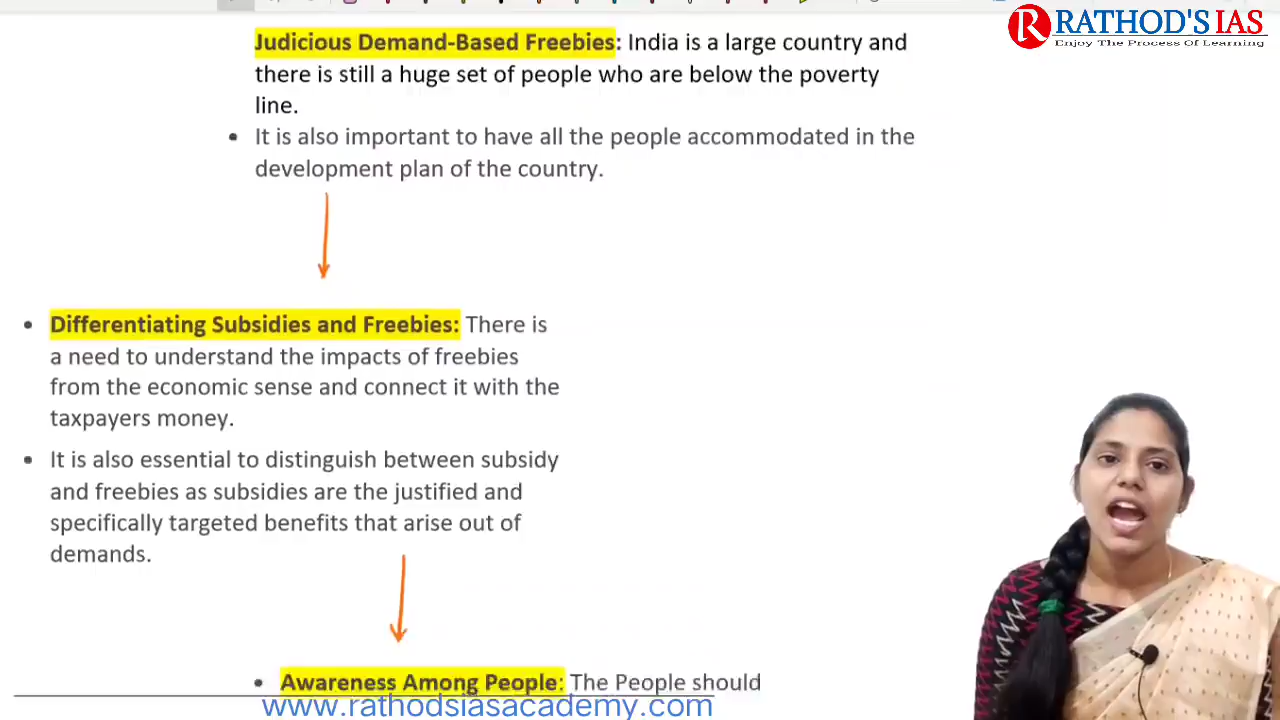 RATHOD'S IAS
Enjoy The Process Of Learning
Judicious Demand-Based Freebies: India is a large country and
there is still a huge set of people who are below the poverty
line.
• It is also important to have all the people accommodated in the
development plan of the country.
• Differentiating Subsidies and Freebies: There is
a need to understand the impacts of freebies
from the economic sense and connect it with the
taxpayers money.
• It is also essential to distinguish between subsidy
and freebies as subsidies are the justified and
specifically targeted benefits that arise out of
demands.
• Awareness Among People: The People should
www.rathodsiasacademy.com